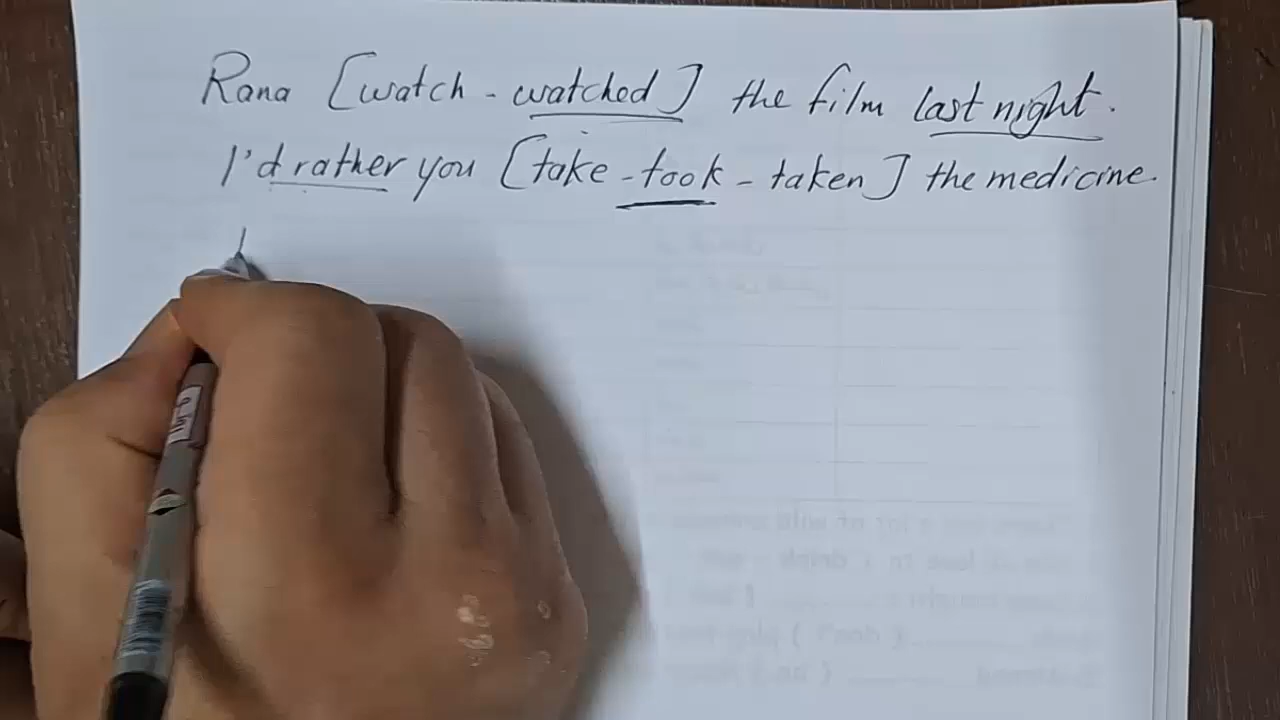 Rana [watch - watched] the film last night.
I'd rather you [take - took - taken] the medicine.